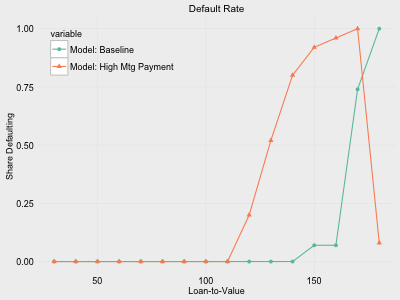 Default Rate
variable
Model: Baseline
Model: High Mtg Payment
Share Defaulting
1.00
0.75
0.50
0.25
0.00
50
100
150
Loan-to-Value